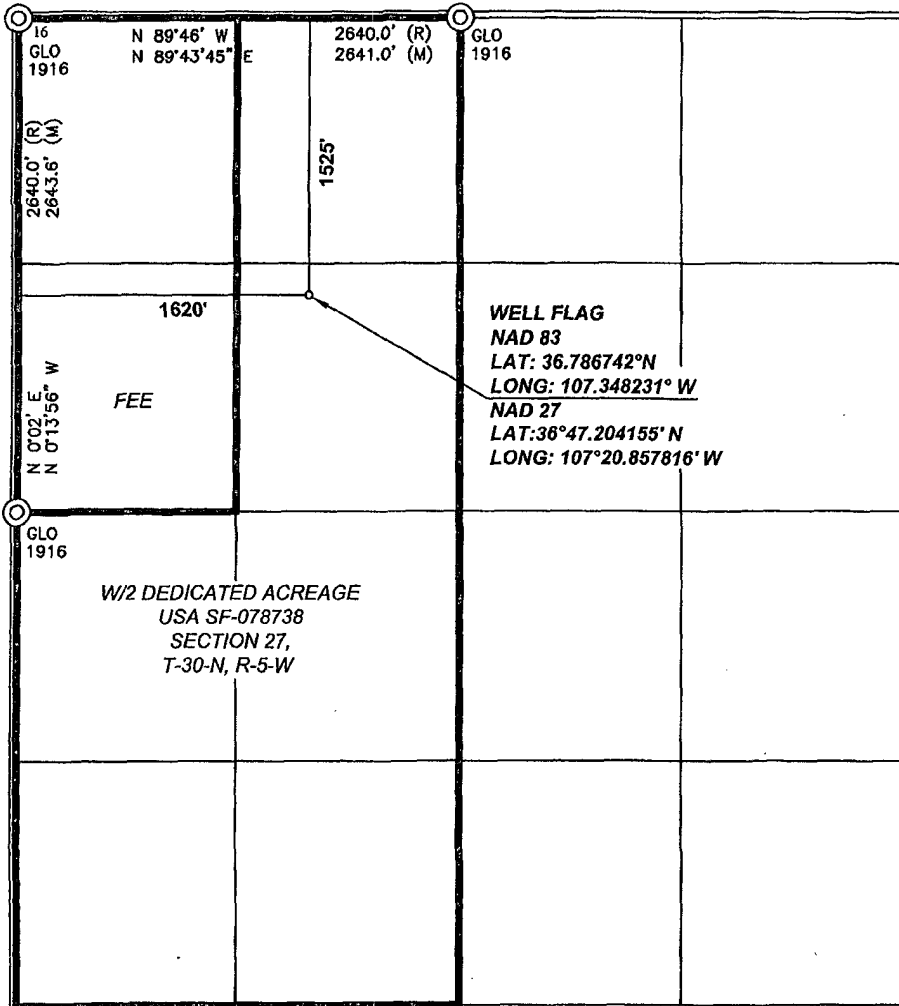 16
GLO
1916
N 89°46' W
N 89°43'45" E
2640.0' (R)
2641.0' (M)
GLO
1916
2640.0' (R)
2643.6' (M)
1525'
1620'
WELL FLAG
NAD 83
LAT: 36.786742°N
LONG: 107.348231° W
NAD 27
LAT:36°47.204155' N
LONG: 107°20.857816' W
FEE
N 0°02' E
N 0°13'56" W
GLO
1916
W/2 DEDICATED ACREAGE
USA SF-078738
SECTION 27,
T-30-N, R-5-W